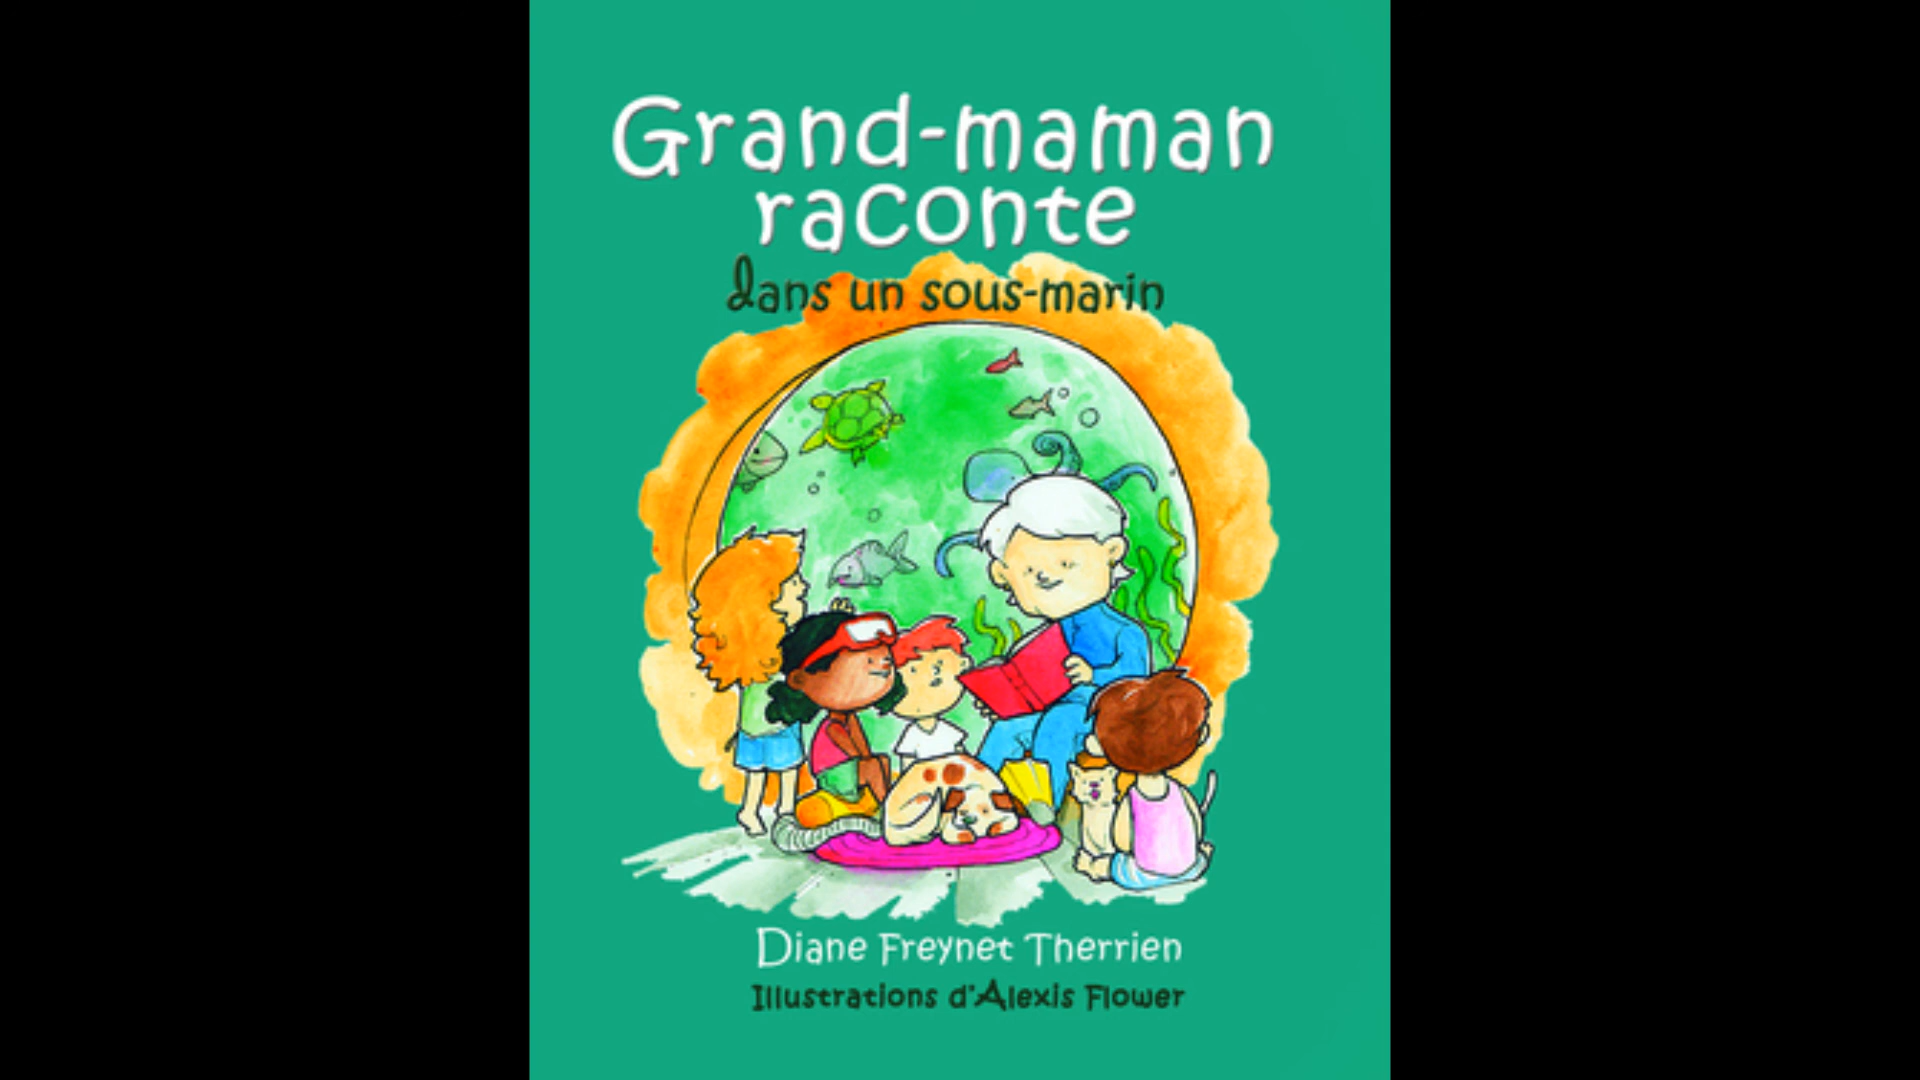 Grand-maman
raconte
dans un sous-marin
Diane Freynet Therrien
Illustrations d'Alexis Flower